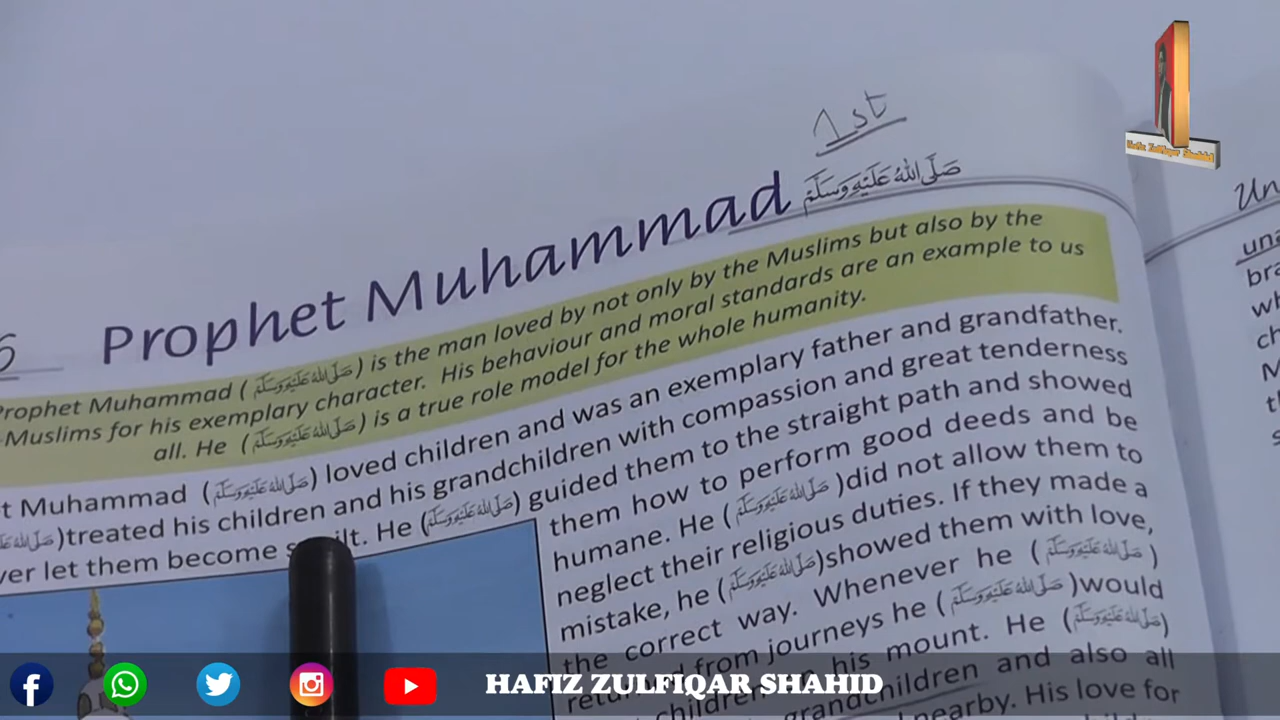 1st
Prophet Muhammad صَلَّى اللهُ عَلَيْهِ وَسَلَّمَ
Prophet Muhammad (صَلَّى اللهُ عَلَيْهِ وَسَلَّمَ) is the man loved by not only by the Muslims but also by the
Muslims for his exemplary character. His behaviour and moral standards are an example to us
all. He (صَلَّى اللهُ عَلَيْهِ وَسَلَّمَ) is a true role model for the whole humanity.
Muhammad (صَلَّى اللهُ عَلَيْهِ وَسَلَّمَ) loved children and was an exemplary father and grandfather.
(صَلَّى اللهُ عَلَيْهِ وَسَلَّمَ)treated his children and his grandchildren with compassion and great tenderness
let them become He (صَلَّى اللهُ عَلَيْهِ وَسَلَّمَ) guided them to the straight path and showed
them how to perform good deeds and be
humane. He (صَلَّى اللهُ عَلَيْهِ وَسَلَّمَ)did not allow them to
neglect their religious duties. If they made a
mistake, he (صَلَّى اللهُ عَلَيْهِ وَسَلَّمَ)showed them with love,
the correct way. Whenever he (صَلَّى اللهُ عَلَيْهِ وَسَلَّمَ)
returned from journeys he (صَلَّى اللهُ عَلَيْهِ وَسَلَّمَ)would
children on his mount. He (صَلَّى اللهُ عَلَيْهِ وَسَلَّمَ)
grandchildren and also all
nearby. His love for
Un
Hafiz Zulfiqar Shahid
HAFIZ ZULFIQAR SHAHID